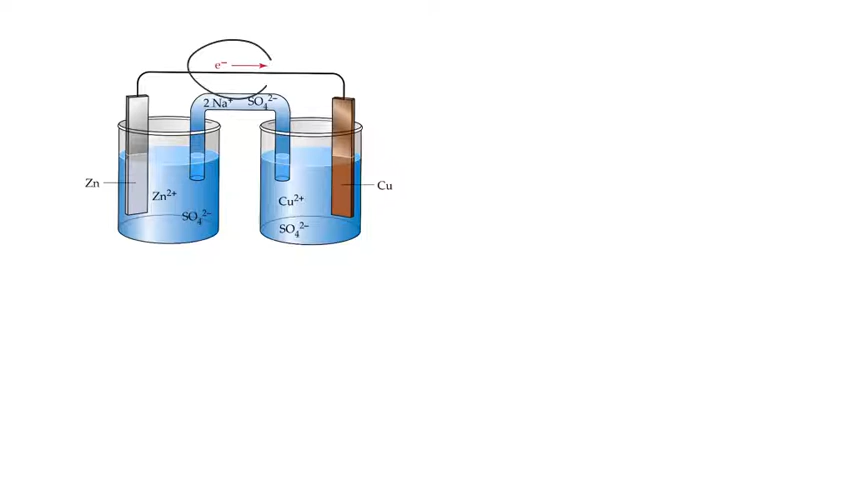 e⁻
2 Na⁺ SO₄²⁻
Zn
Zn²⁺
SO₄²⁻
Cu²⁺
SO₄²⁻
Cu